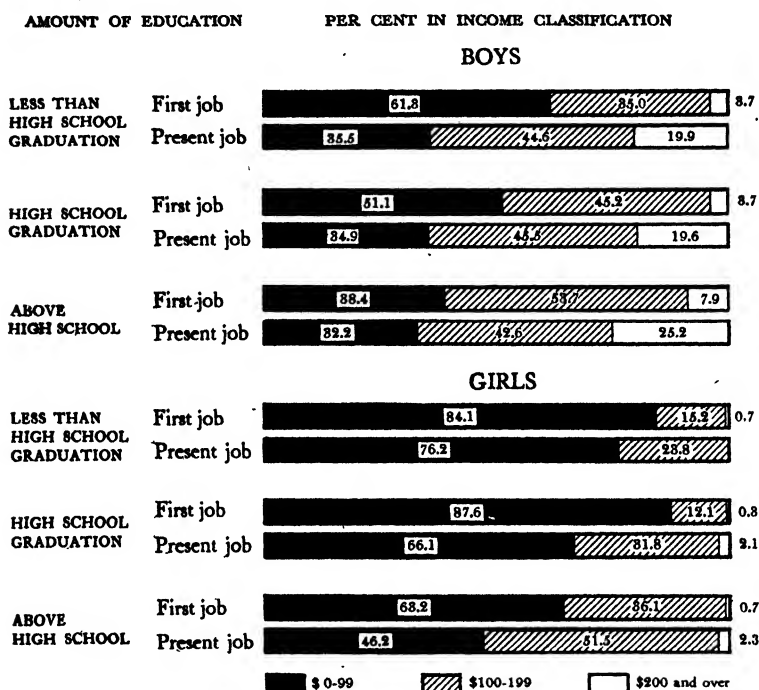 AMOUNT OF EDUCATION PER CENT IN INCOME CLASSIFICATION
BOYS
LESS THAN HIGH SCHOOL GRADUATION
First job 61.3 35.0 3.7
Present job 35.5 44.6 19.9
HIGH SCHOOL GRADUATION
First job 51.1 45.2 3.7
Present job 34.9 45.5 19.6
ABOVE HIGH SCHOOL
First job 38.4 53.7 7.9
Present job 32.2 42.6 25.2
GIRLS
LESS THAN HIGH SCHOOL GRADUATION
First job 84.1 15.2 0.7
Present job 76.2 23.8
HIGH SCHOOL GRADUATION
First job 87.6 12.1 0.3
Present job 66.1 31.8 2.1
ABOVE HIGH SCHOOL
First job 63.2 36.1 0.7
Present job 46.2 51.5 2.3
$ 0-99 $100-199 $200 and over